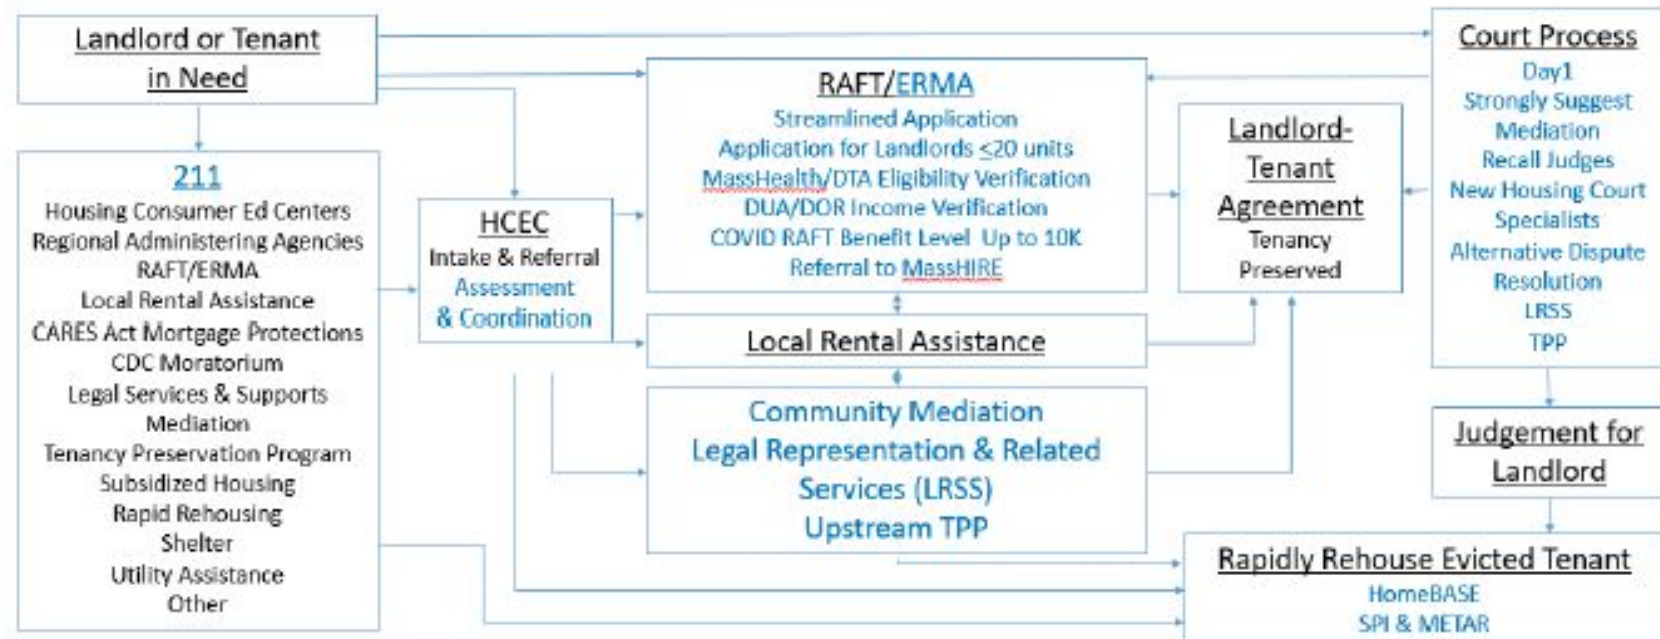 Landlord or Tenant
in Need
211
Housing Consumer Ed Centers
Regional Administering Agencies
RAFT/ERMA
Local Rental Assistance
CARES Act Mortgage Protections
CDC Moratorium
Legal Services & Supports
Mediation
Tenancy Preservation Program
Subsidized Housing
Rapid Rehousing
Shelter
Utility Assistance
Other
HCEC
Intake & Referral
Assessment
& Coordination
RAFT/ERMA
Streamlined Application
Application for Landlords ≤20 units
MassHealth/DTA Eligibility Verification
DUA/DOR Income Verification
COVID RAFT Benefit Level Up to 10K
Referral to MassHIRE
Local Rental Assistance
Community Mediation
Legal Representation & Related
Services (LRSS)
Upstream TPP
Landlord-
Tenant
Agreement
Tenancy
Preserved
Court Process
Day1
Strongly Suggest
Mediation
Recall Judges
New Housing Court
Specialists
Alternative Dispute
Resolution
LRSS
TPP
Judgement for
Landlord
Rapidly Rehouse Evicted Tenant
HomeBASE
SPI & METAR